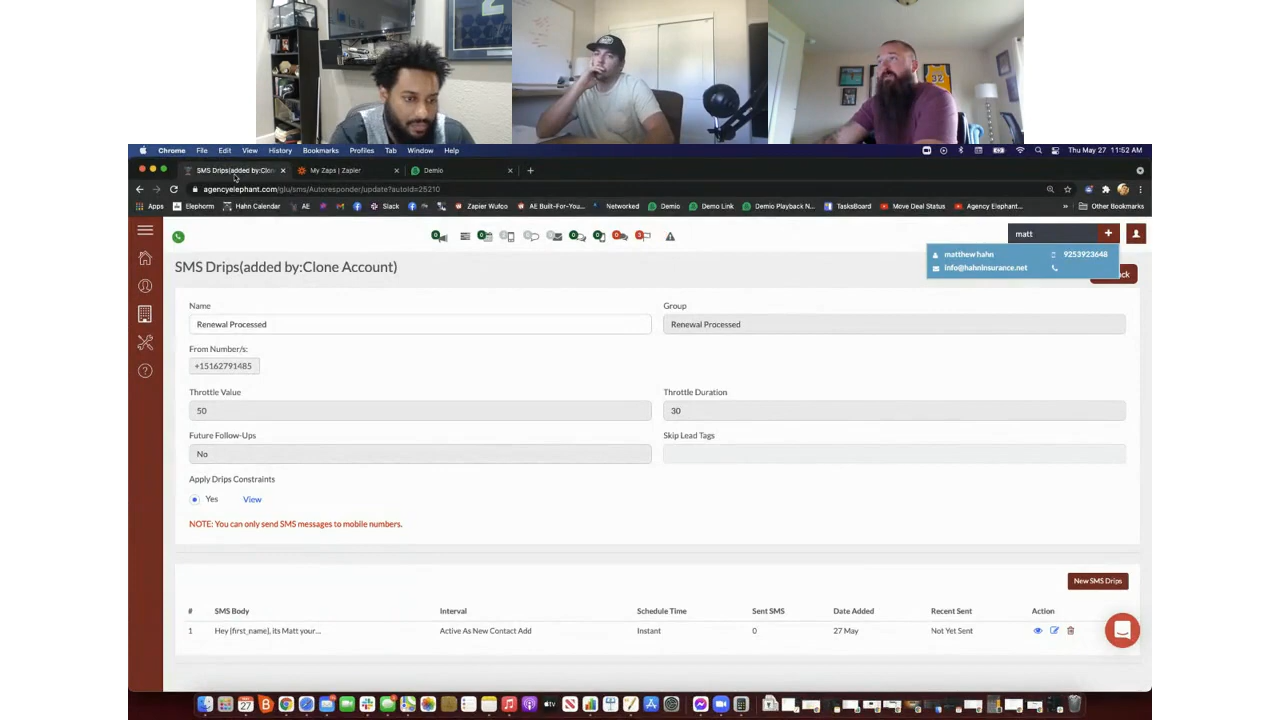 Chrome File Edit View History Bookmarks Profiles Tab Window Help Thu May 27 11:52 AM
SMS Drips(added by:Clon My Zaps | Zapier Demio
agencyelephant.com/glu/sms/Autoresponder/update?autoId=25210
Apps Elephorm Hahn Calendar AE Slack Zapier Wufoo AE Built-For-You... Networked Demio Demo Link Demio Playback N... TasksBoard Move Deal Status Agency Elephant... » Other Bookmarks
matt
matthew hahn 9253923648
info@hahninsurance.net
SMS Drips(added by:Clone Account)
Name Group
Renewal Processed Renewal Processed
From Number/s:
+15162791485
Throttle Value Throttle Duration
50 30
Future Follow-Ups Skip Lead Tags
No
Apply Drips Constraints
Yes View
NOTE: You can only send SMS messages to mobile numbers.
New SMS Drips
# SMS Body Interval Schedule Time Sent SMS Date Added Recent Sent Action
1 Hey {first_name}, its Matt your... Active As New Contact Add Instant 0 27 May Not Yet Sent